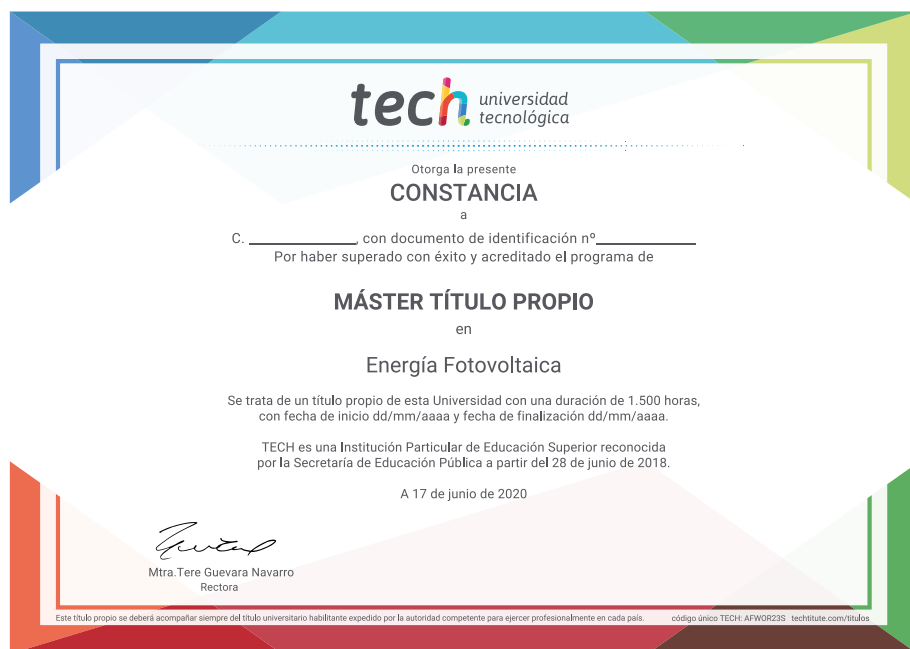 tech universidad
tecnológica
Otorga la presente
CONSTANCIA
a
C. ____________, con documento de identificación nº____________
Por haber superado con éxito y acreditado el programa de
MÁSTER TÍTULO PROPIO
en
Energía Fotovoltaica
Se trata de un título propio de esta Universidad con una duración de 1.500 horas,
con fecha de inicio dd/mm/aaaa y fecha de finalización dd/mm/aaaa.
TECH es una Institución Particular de Educación Superior reconocida
por la Secretaría de Educación Pública a partir del 28 de junio de 2018.
A 17 de junio de 2020
Mtra.Tere Guevara Navarro
Rectora
Este título propio se deberá acompañar siempre del título universitario habilitante expedido por la autoridad competente para ejercer profesionalmente en cada país. código único TECH: AFWOR23S techtitute.com/titulos